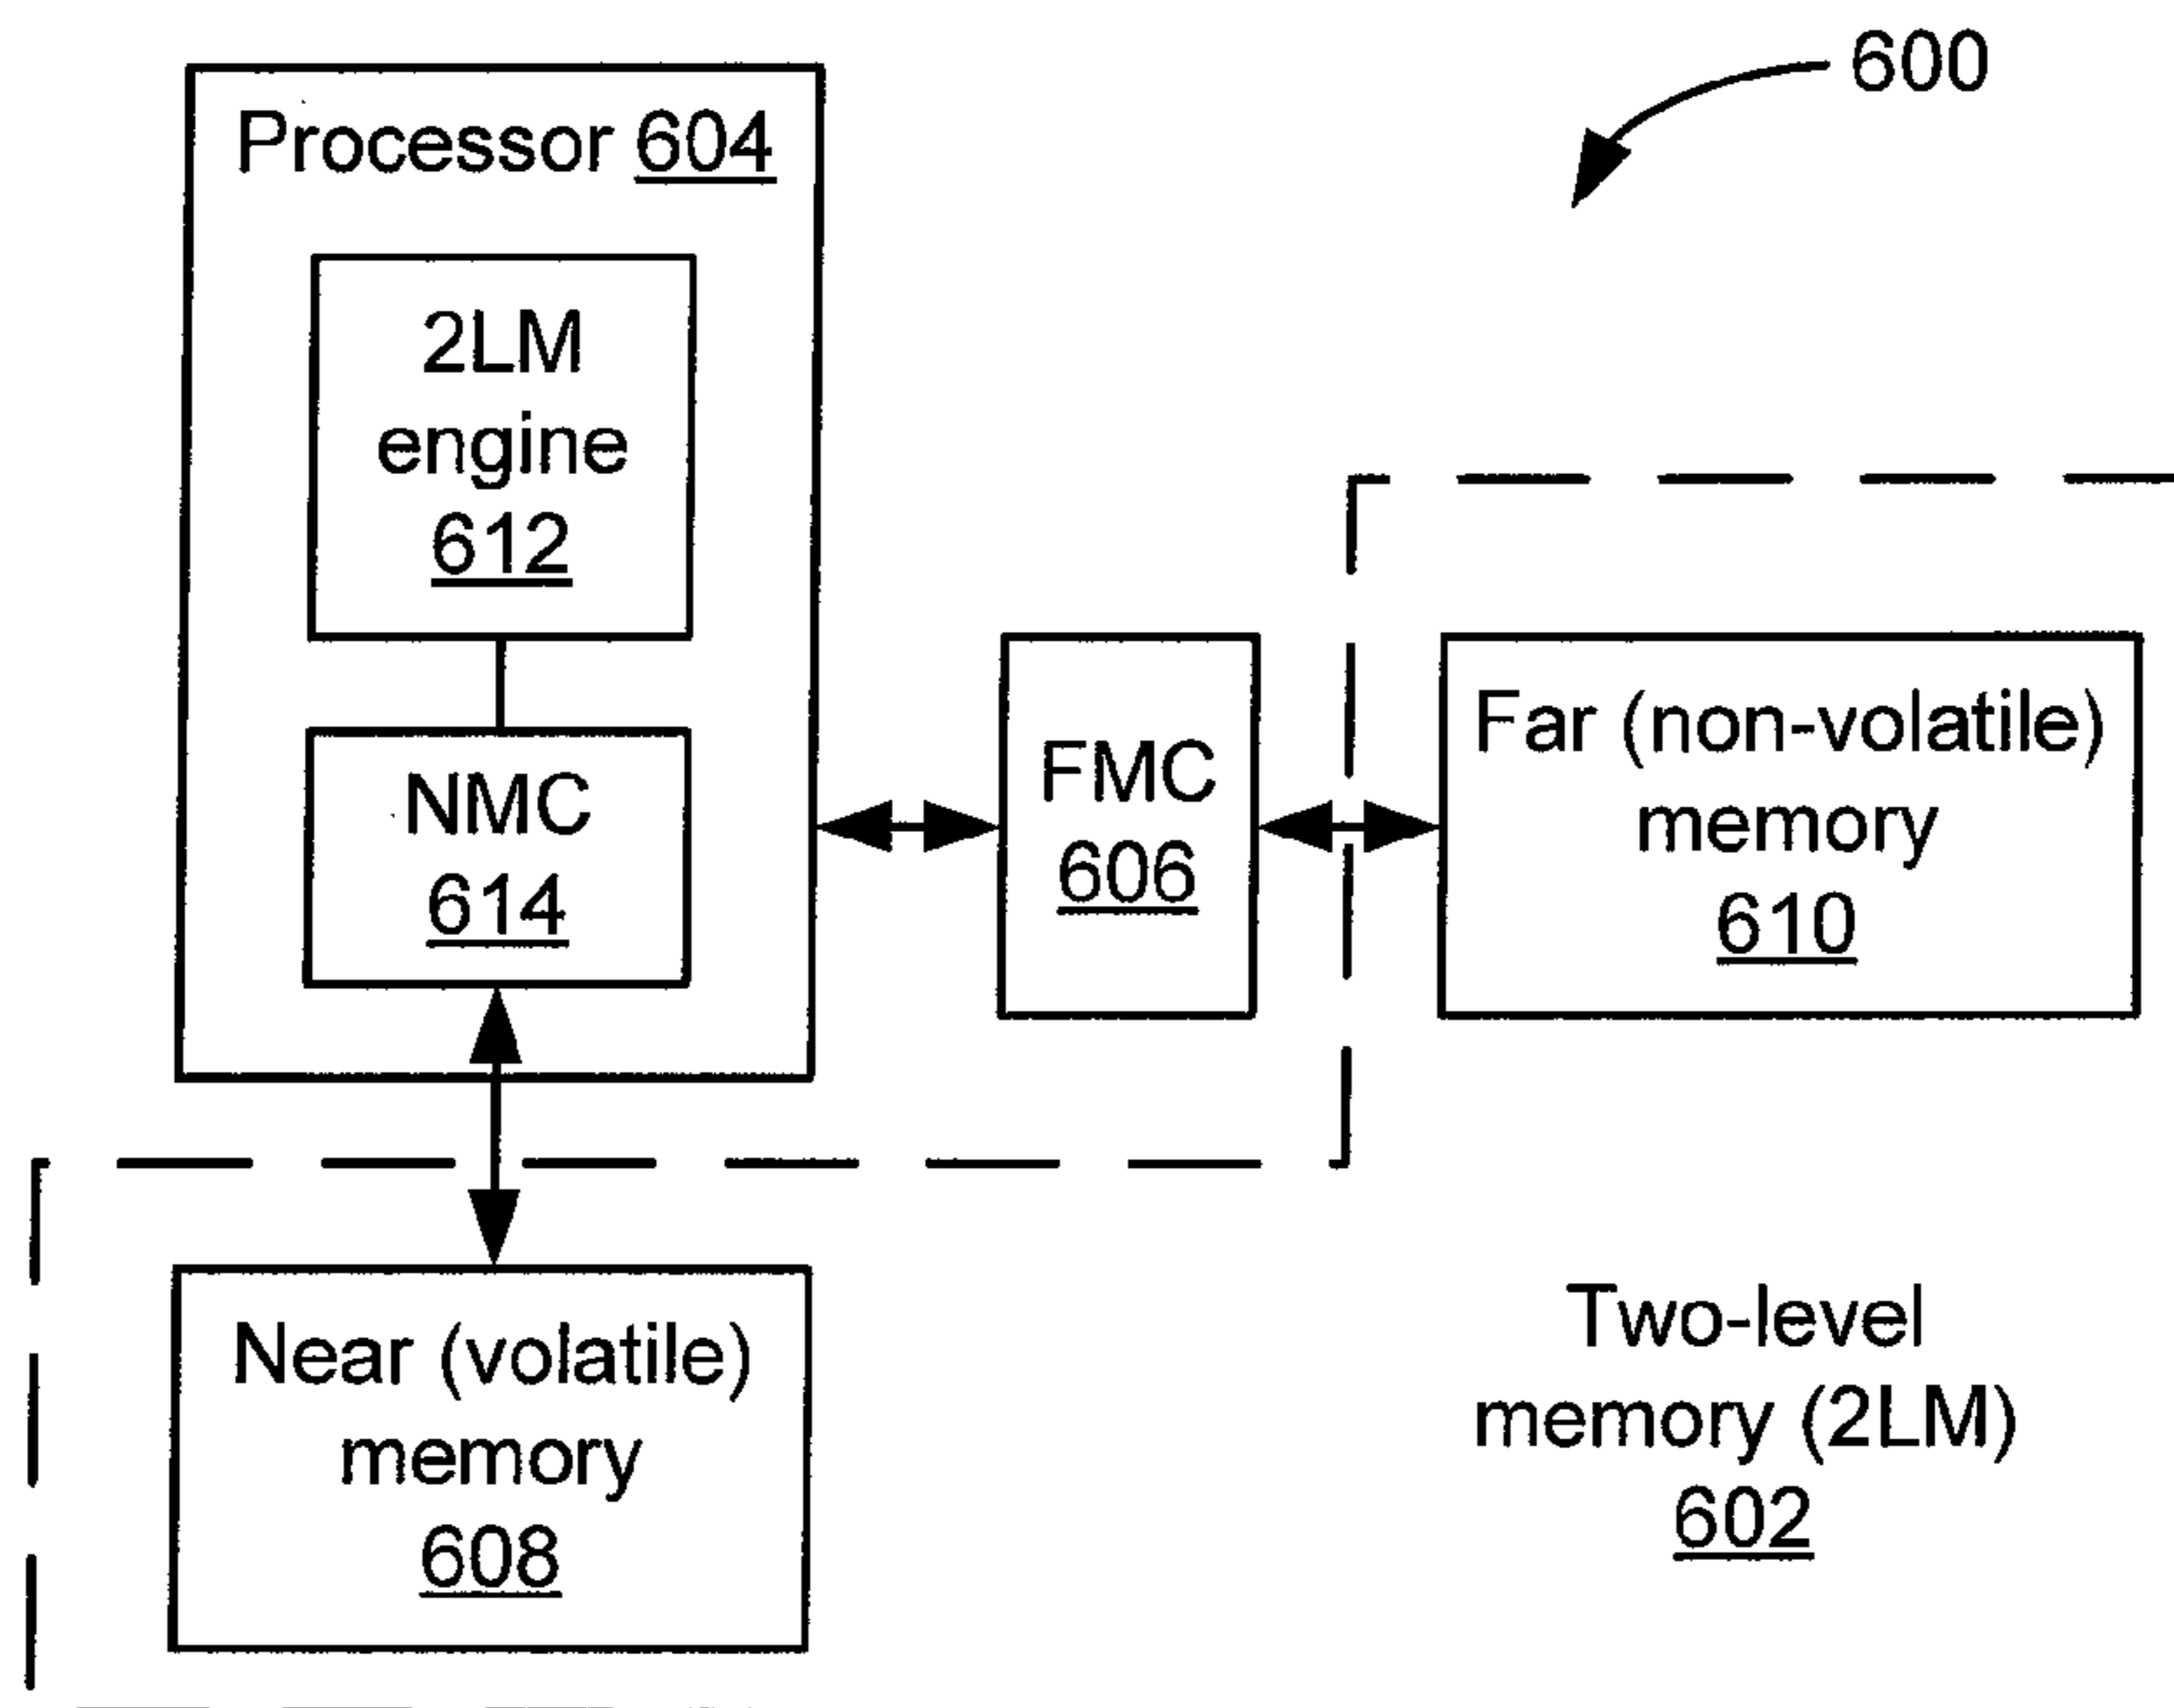 600
Processor 604
2LM
engine
612
NMC
614
FMC
606
Far (non-volatile)
memory
610
Near (volatile)
memory
608
Two-level
memory (2LM)
602